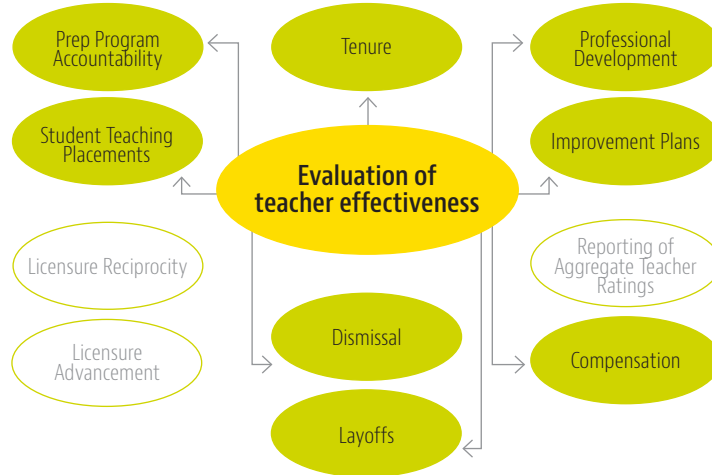 Prep Program
Accountability
Tenure
Professional
Development
Student Teaching
Placements
Improvement Plans
Evaluation of
teacher effectiveness
Licensure Reciprocity
Reporting of
Aggregate Teacher
Ratings
Dismissal
Licensure
Advancement
Compensation
Layoffs